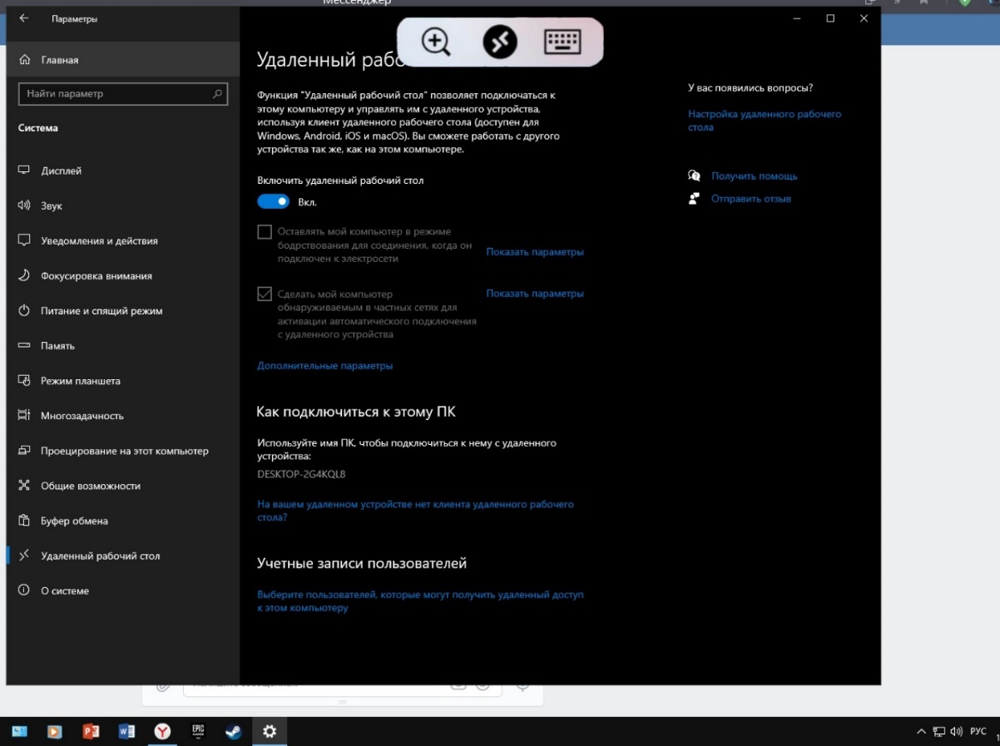 Мессенджер
Параметры
Главная
Найти параметр
Система
Дисплей
Звук
Уведомления и действия
Фокусировка внимания
Питание и спящий режим
Память
Режим планшета
Многозадачность
Проецирование на этот компьютер
Общие возможности
Буфер обмена
Удаленный рабочий стол
О системе
Удаленный рабо
Функция "Удаленный рабочий стол" позволяет подключаться к
этому компьютеру и управлять им с удаленного устройства,
используя клиент удаленного рабочего стола (доступен для
Windows, Android, iOS и macOS). Вы сможете работать с другого
устройства так же, как на этом компьютере.
Включить удаленный рабочий стол
Вкл.
Оставлять мой компьютер в режиме
бодрствования для соединения, когда он
подключен к электросети
Показать параметры
Сделать мой компьютер
обнаруживаемым в частных сетях для
активации автоматического подключения
с удаленного устройства
Показать параметры
Дополнительные параметры
Как подключиться к этому ПК
Используйте имя ПК, чтобы подключиться к нему с удаленного
устройства:
DESKTOP-2G4KQL8
На вашем удаленном устройстве нет клиента удаленного рабочего
стола?
Учетные записи пользователей
Выберите пользователей, которые могут получить удаленный доступ
к этом компьютеру
У вас появились вопросы?
Настройка удаленного рабочего
стола
Получить помощь
Отправить отзыв
EPIC
РУС